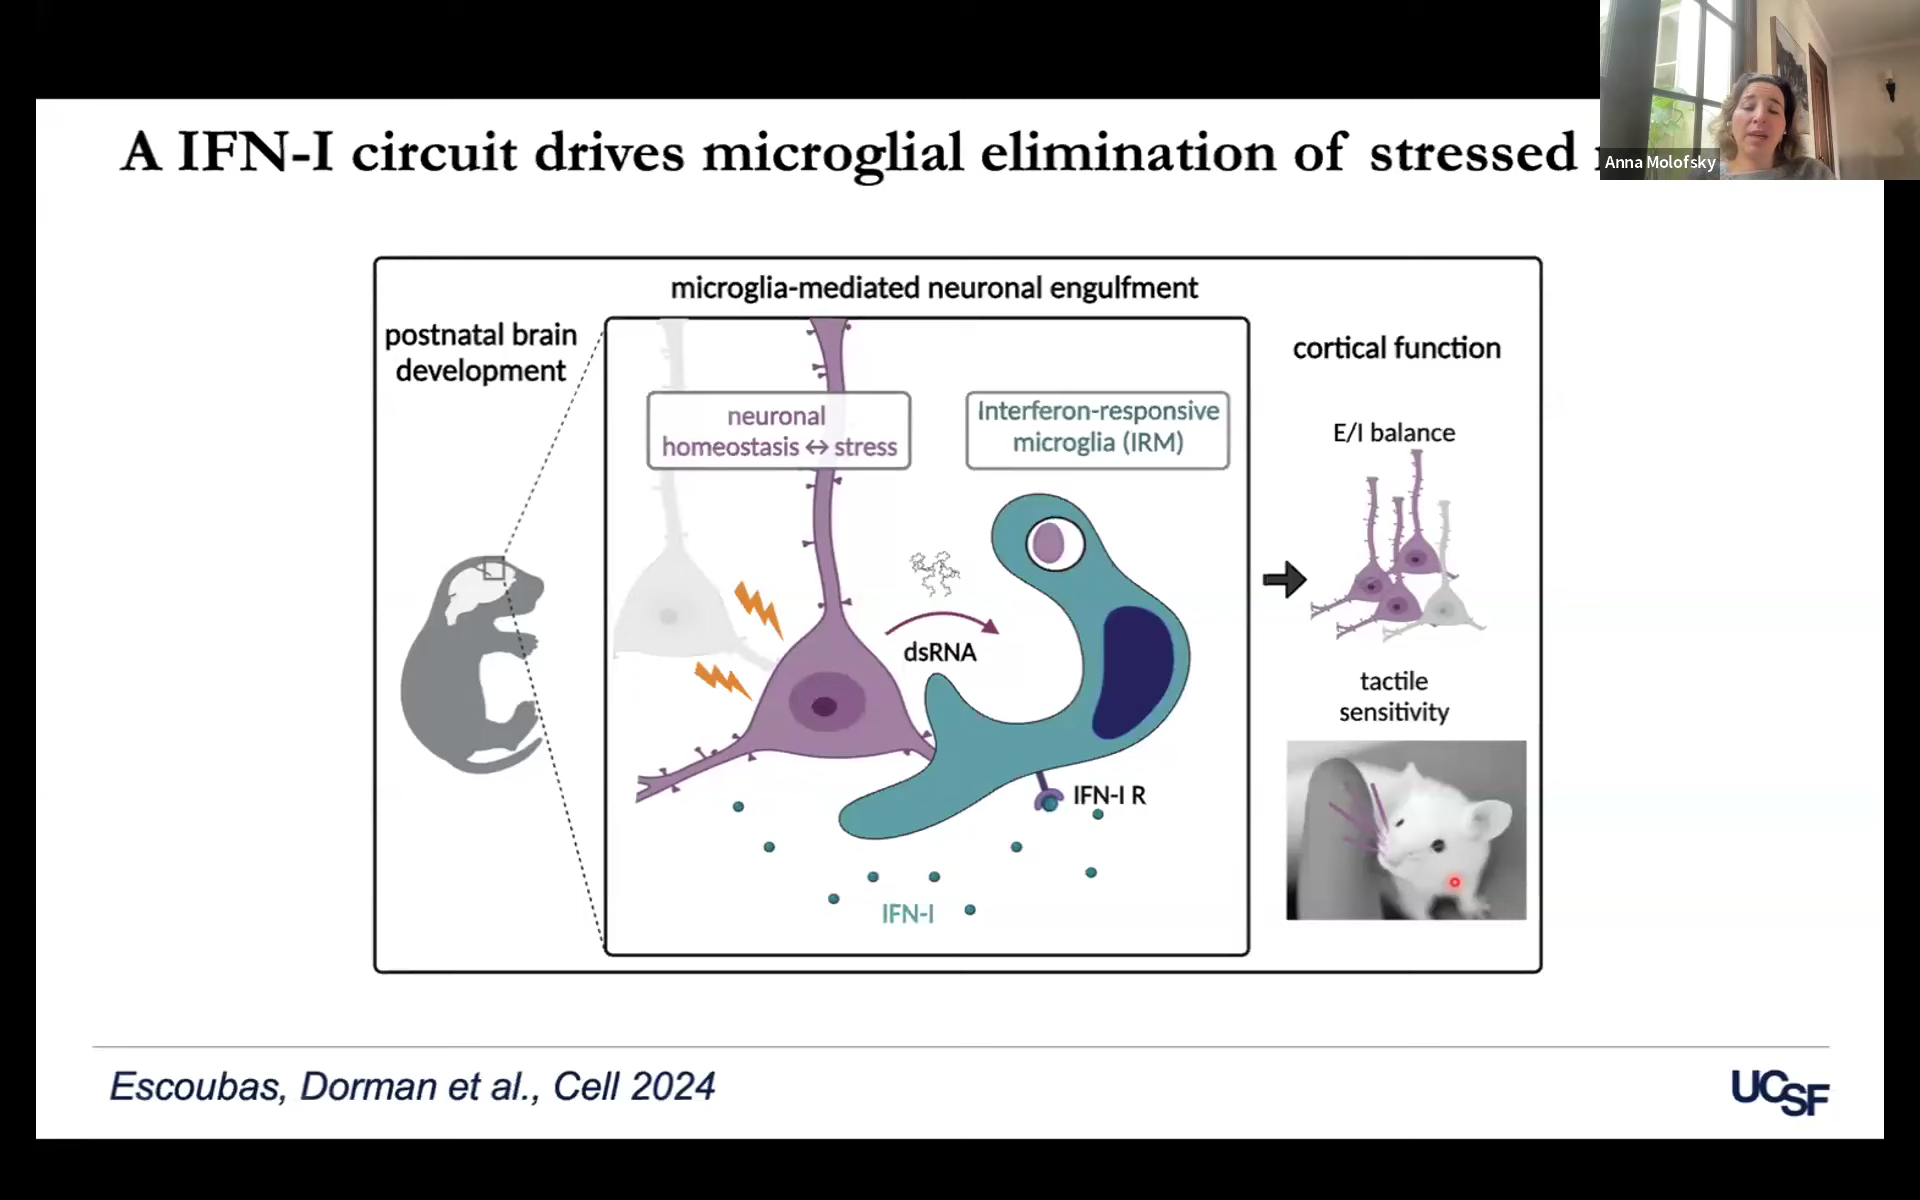 A IFN-I circuit drives microglial elimination of stressed
Anna Molofsky
microglia-mediated neuronal engulfment
postnatal brain
development
neuronal
homeostasis ↔ stress
Interferon-responsive
microglia (IRM)
dsRNA
IFN-I R
IFN-I
cortical function
E/I balance
tactile
sensitivity
Escoubas, Dorman et al., Cell 2024
UCSF